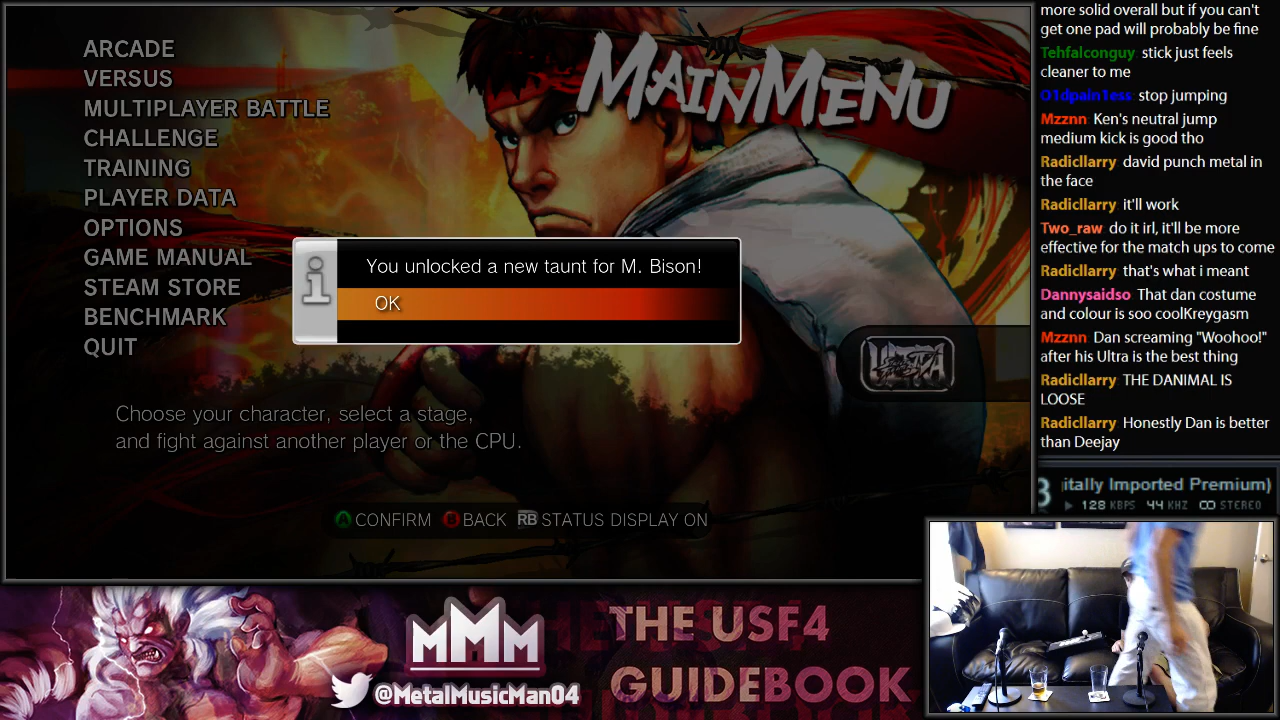 ARCADE
VERSUS
MULTIPLAYER BATTLE
CHALLENGE
TRAINING
PLAYER DATA
OPTIONS
GAME MANUAL
STEAM STORE
BENCHMARK
QUIT
MAINMENU
You unlocked a new taunt for M. Bison!
OK
ULTRA
Choose your character, select a stage,
and fight against another player or the CPU.
A CONFIRM B BACK RB STATUS DISPLAY ON
more solid overall but if you can't
get one pad will probably be fine
Tehfalconguy stick just feels
cleaner to me
O1dpain1ess: stop jumping
Mzznn: Ken's neutral jump
medium kick is good tho
Radicllarry david punch metal in
the face
Radicllarry it'll work
Two_raw do it irl, it'll be more
effective for the match ups to come
Radicllarry that's what i meant
Dannysaidso That dan costume
and colour is soo coolKreygasm
Mzznn: Dan screaming "Woohoo!"
after his Ultra is the best thing
Radicllarry THE DANIMAL IS
LOOSE
Radicllarry Honestly Dan is better
than Deejay
itally Imported Premium)
128 KBPS 44 KHZ STEREO
MMM
@MetalMusicMan04
THE USF4
GUIDEBOOK